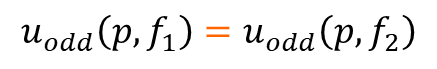 u_odd(p, f_1) = u_odd(p, f_2)